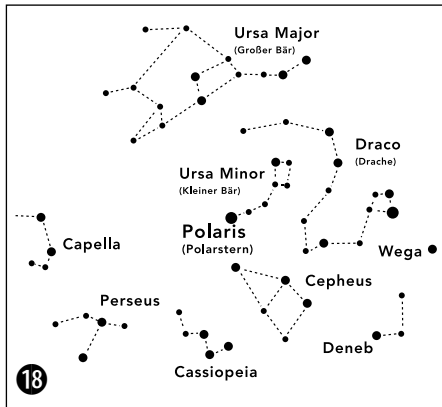 Ursa Major
(Großer Bär)
Draco
(Drache)
Ursa Minor
(Kleiner Bär)
Polaris
(Polarstern)
Capella
Wega
Cepheus
Perseus
Cassiopeia
Deneb
18